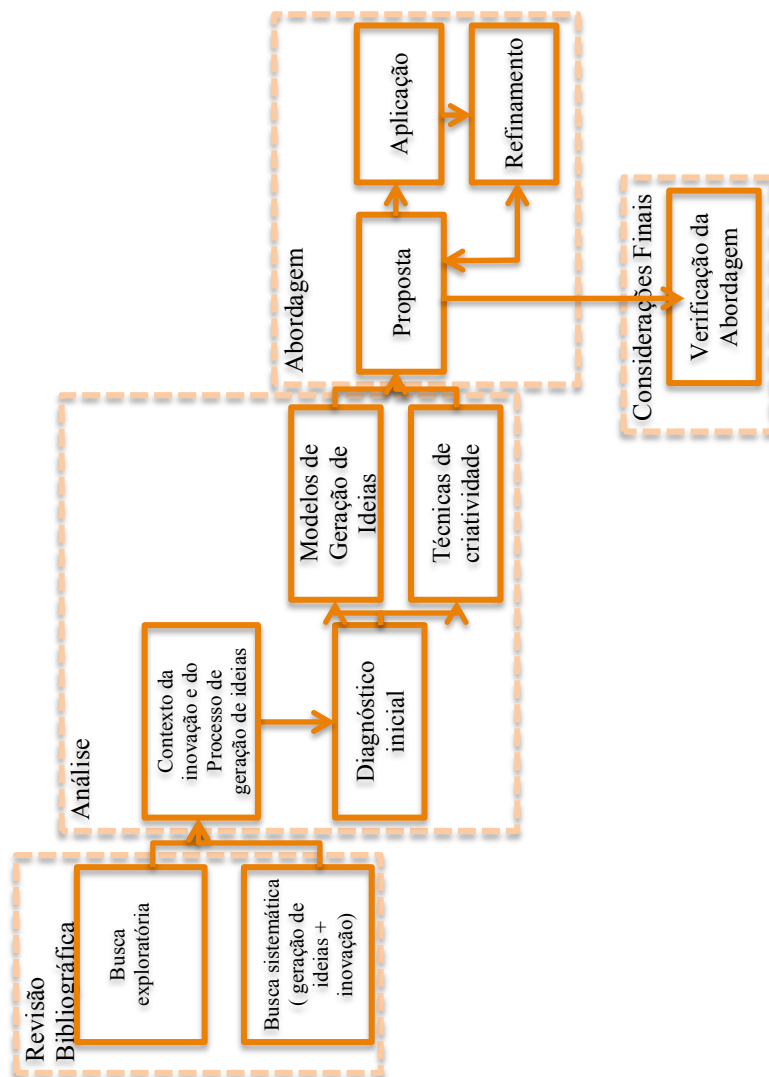 Revisão
Bibliográfica
Busca
exploratória
Busca sistemática
( geração de
ideias +
inovação)
Análise
Contexto da
inovação e do
Processo de
geração de ideias
Diagnóstico
inicial
Modelos de
Geração de
Ideias
Técnicas de
criatividade
Abordagem
Proposta
Aplicação
Refinamento
Considerações Finais
Verificação da
Abordagem